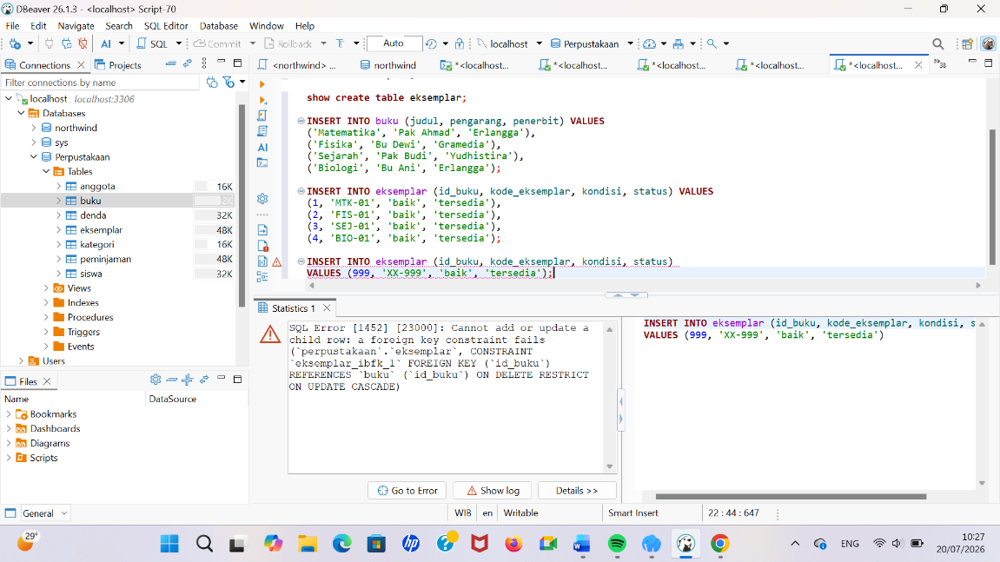 DBeaver 26.1.3 - <localhost> Script-70
File Edit Navigate Search SQL Editor Database Window Help
AI SQL Commit Rollback T Auto localhost Perpustakaan
Connections Projects
<northwind> ... northwind *<localhost... *<localhost... *<localhost... *<localhost... *<localhost... »38
Filter connections by name
localhost localhost:3306
Databases
northwind
sys
Perpustakaan
Tables
anggota 16K
buku
denda 32K
eksemplar 48K
kategori 16K
peminjaman 48K
siswa 32K
Views
Indexes
Procedures
Triggers
Events
Users
Files
Name DataSource
Bookmarks
Dashboards
Diagrams
Scripts
General
AI
show create table eksemplar;
INSERT INTO buku (judul, pengarang, penerbit) VALUES
('Matematika', 'Pak Ahmad', 'Erlangga'),
('Fisika', 'Bu Dewi', 'Gramedia'),
('Sejarah', 'Pak Budi', 'Yudhistira'),
('Biologi', 'Bu Ani', 'Erlangga');
INSERT INTO eksemplar (id_buku, kode_eksemplar, kondisi, status) VALUES
(1, 'MTK-01', 'baik', 'tersedia'),
(2, 'FIS-01', 'baik', 'tersedia'),
(3, 'SEJ-01', 'baik', 'tersedia'),
(4, 'BIO-01', 'baik', 'tersedia');
INSERT INTO eksemplar (id_buku, kode_eksemplar, kondisi, status)
VALUES (999, 'XX-999', 'baik', 'tersedia');
Statistics 1
SQL Error [1452] [23000]: Cannot add or update a
child row: a foreign key constraint fails
(`perpustakaan`.`eksemplar`, CONSTRAINT
`eksemplar_ibfk_1` FOREIGN KEY (`id_buku`)
REFERENCES `buku` (`id_buku`) ON DELETE RESTRICT
ON UPDATE CASCADE)
Go to Error Show log Details >>
INSERT INTO eksemplar (id_buku, kode_eksemplar, kondisi, s
VALUES (999, 'XX-999', 'baik', 'tersedia')
WIB en Writable Smart Insert 22 : 44 : 647
29°
ENG
10:27
20/07/2026